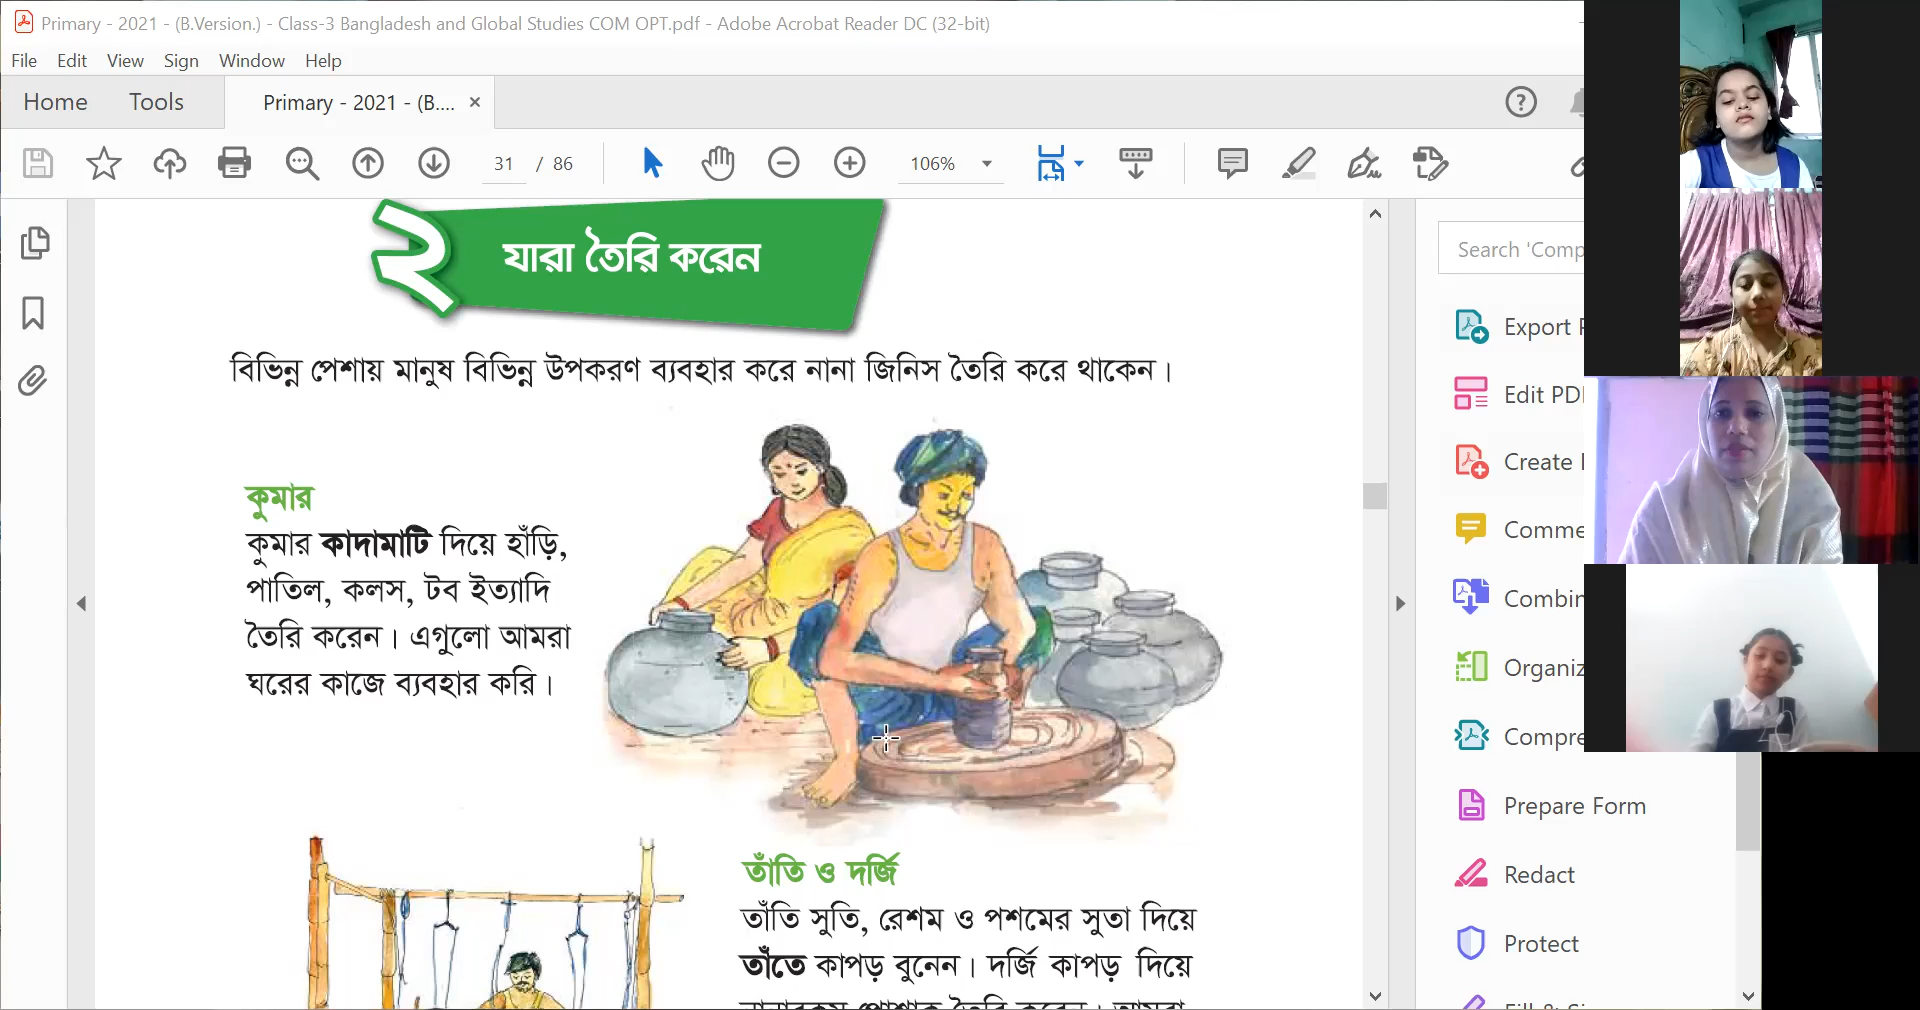 Primary - 2021 - (B.Version.) - Class-3 Bangladesh and Global Studies COM OPT.pdf - Adobe Acrobat Reader DC (32-bit)
File Edit View Sign Window Help
Home Tools Primary - 2021 - (B.... ×
31 / 86 106%
২ যারা তৈরি করেন
বিভিন্ন পেশায় মানুষ বিভিন্ন উপকরণ ব্যবহার করে নানা জিনিস তৈরি করে থাকেন।
কুমার
কুমার কাদামাটি দিয়ে হাঁড়ি,
পাতিল, কলস, টব ইত্যাদি
তৈরি করেন। এগুলো আমরা
ঘরের কাজে ব্যবহার করি।
তাঁতি ও দর্জি
তাঁতি সুতি, রেশম ও পশমের সুতা দিয়ে
তাঁতে কাপড় বুনেন। দর্জি কাপড় দিয়ে
Search 'Comp
Export
Edit PD
Create
Comme
Combin
Organiz
Compre
Prepare Form
Redact
Protect